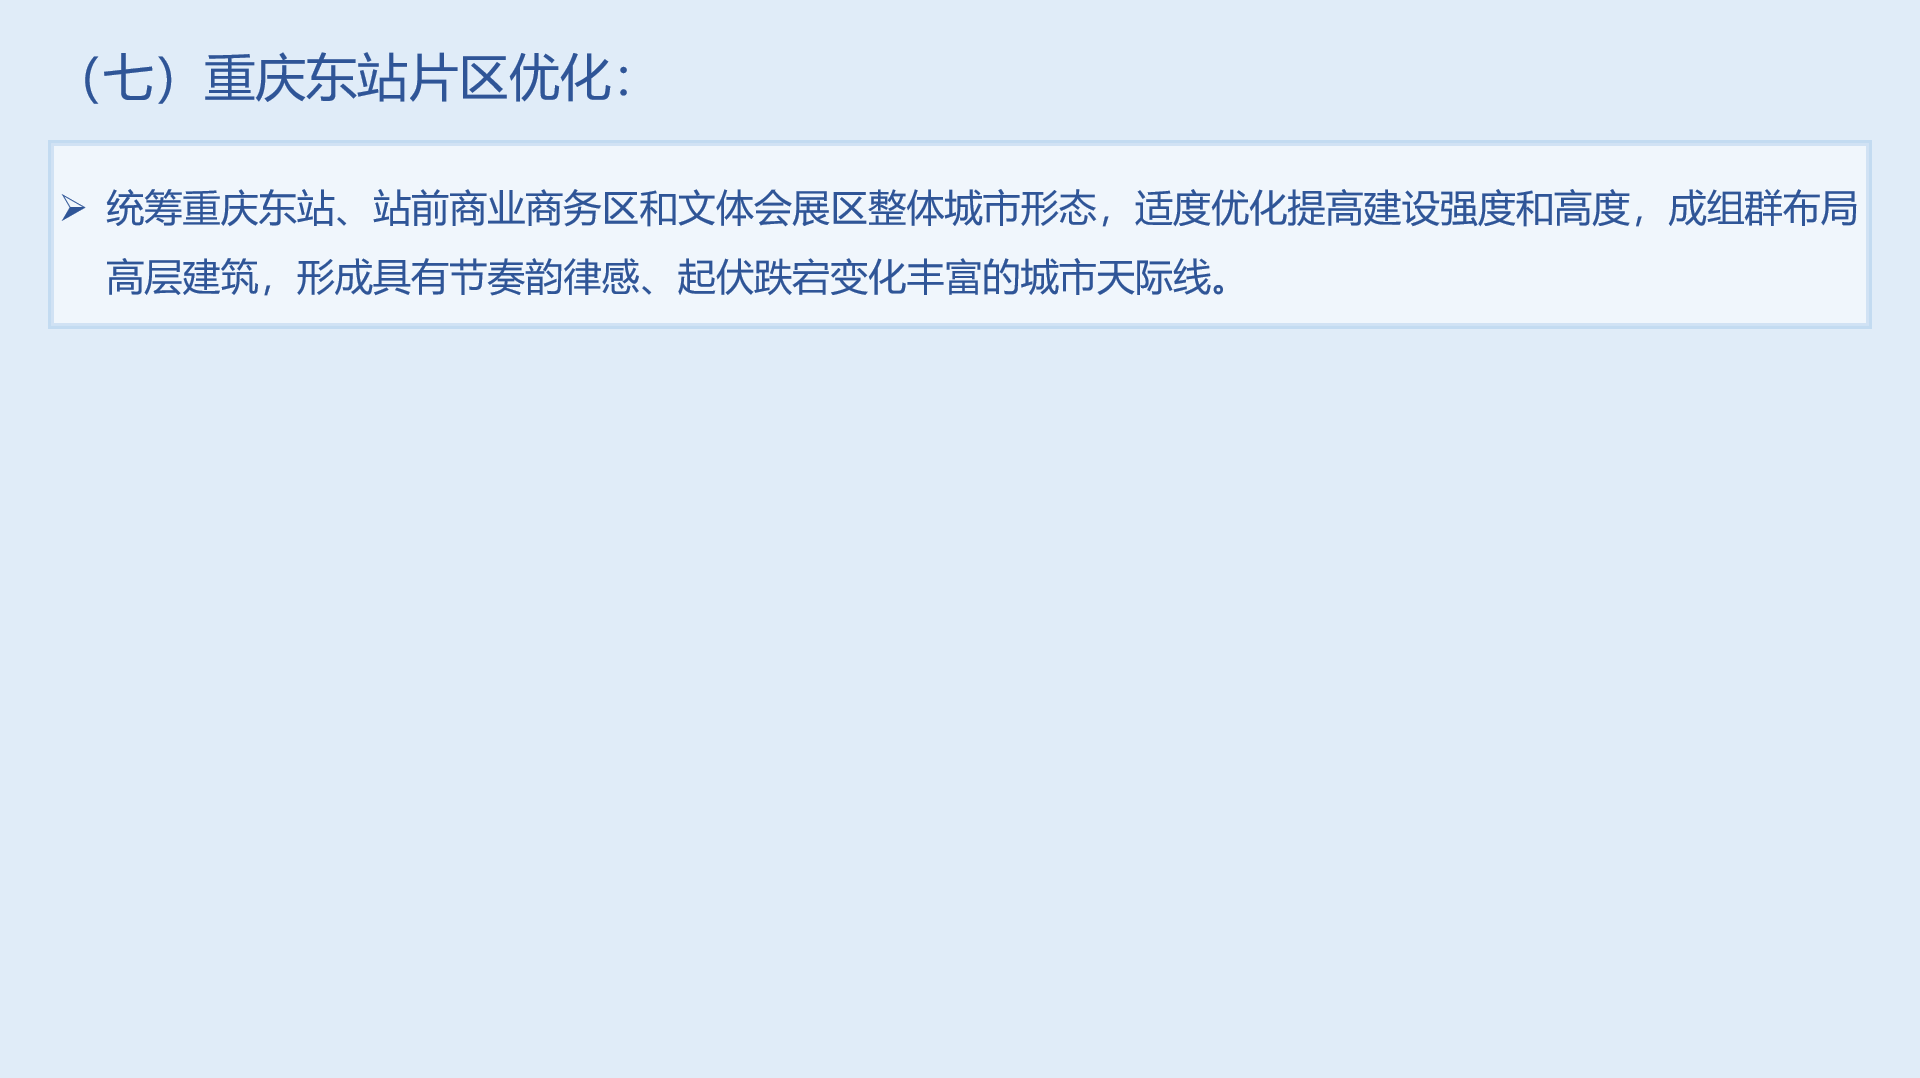 （七）重庆东站片区优化：
➢ 统筹重庆东站、站前商业商务区和文体会展区整体城市形态，适度优化提高建设强度和高度，成组群布局
高层建筑，形成具有节奏韵律感、起伏跌宕变化丰富的城市天际线。